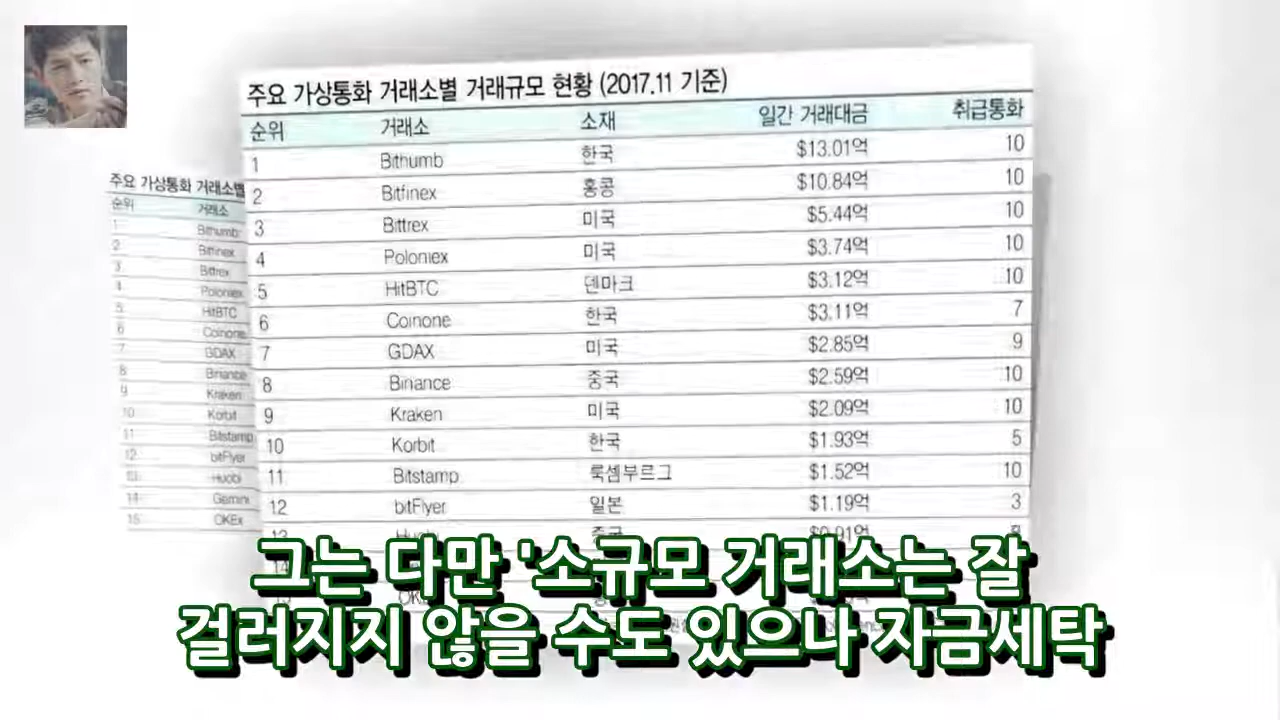 주요 가상통화 거래소별 거래규모 현황 (2017.11 기준)
순위 거래소 소재 일간 거래대금 취급통화
1 Bithumb 한국 $13.01억 10
2 Bitfinex 홍콩 $10.84억 10
3 Bittrex 미국 $5.44억 10
4 Poloniex 미국 $3.74억 10
5 HitBTC 덴마크 $3.12억 10
6 Coinone 한국 $3.11억 7
7 GDAX 미국 $2.85억 9
8 Binance 중국 $2.59억 10
9 Kraken 미국 $2.09억 10
10 Korbit 한국 $1.93억 5
11 Bitstamp 룩셈부르그 $1.52억 10
12 bitFlyer 일본 $1.19억 3
13 Huobi 중국 $0.91억
주요 가상통화 거래소별
순위 거래소
1 Bithumb
2 Bitfinex
3 Bittrex
4 Poloniex
5 HitBTC
6 Coinone
7 GDAX
8 Binance
9 Kraken
10 Korbit
11 Bitstamp
12 bitFlyer
13 Huobi
14 Gemini
15 OKEx
그는 다만 '소규모 거래소는 잘
걸러지지 않을 수도 있으나 자금세탁